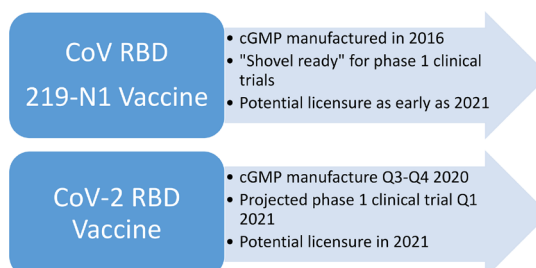 CoV RBD
219-N1 Vaccine
• cGMP manufactured in 2016
• "Shovel ready" for phase 1 clinical
trials
• Potential licensure as early as 2021
CoV-2 RBD
Vaccine
• cGMP manufacture Q3-Q4 2020
• Projected phase 1 clinical trial Q1
2021
• Potential licensure in 2021